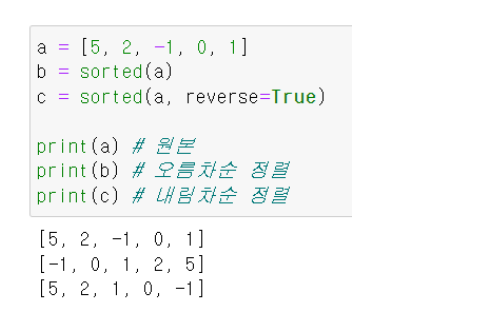 a = [5, 2, -1, 0, 1]
b = sorted(a)
c = sorted(a, reverse=True)
print(a) # 원본
print(b) # 오름차순 정렬
print(c) # 내림차순 정렬
[5, 2, -1, 0, 1]
[-1, 0, 1, 2, 5]
[5, 2, 1, 0, -1]